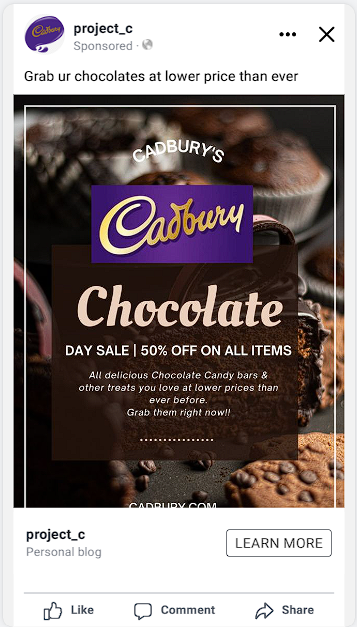 project_c
Sponsored ·
Grab ur chocolates at lower price than ever
CADBURY'S
Cadbury
Chocolate
DAY SALE | 50% OFF ON ALL ITEMS
All delicious Chocolate Candy bars &
other treats you love at lower prices than
ever before.
Grab them right now!!
CADBURY.COM
project_c
Personal blog
LEARN MORE
Like
Comment
Share